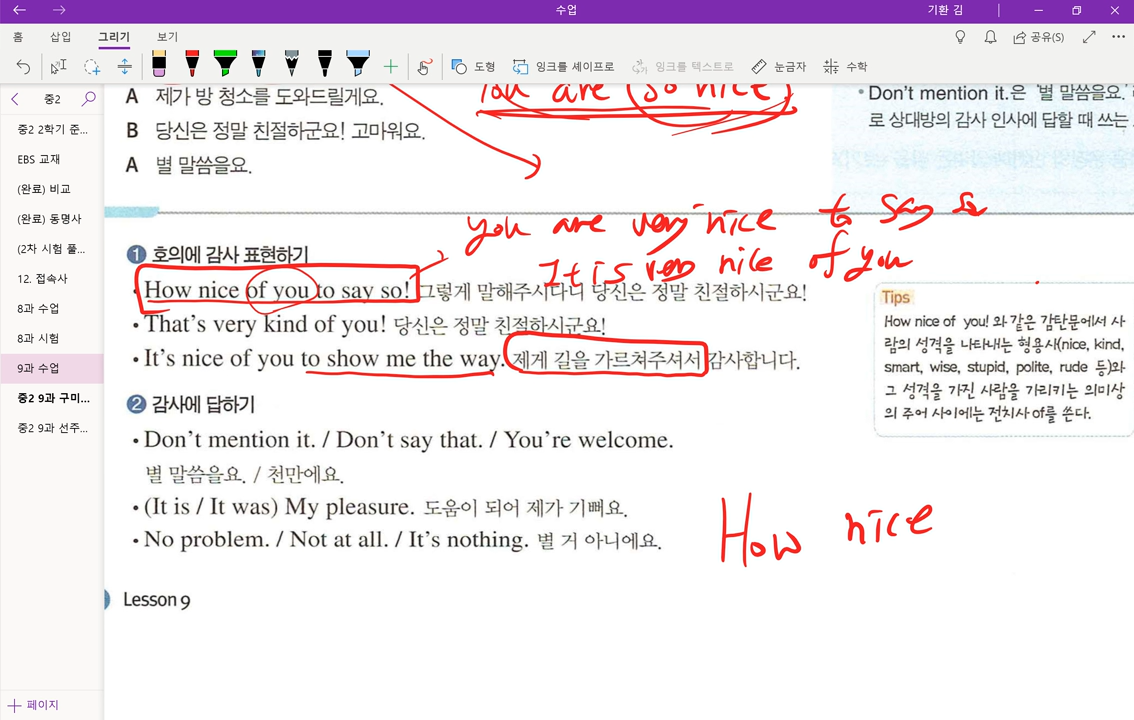 수업
기환 김
홈 삽입 그리기 보기
공유(S)
도형 잉크를 셰이프로 잉크를 텍스트로 눈금자 수학
중2
중2 2학기 준...
EBS 교재
(완료) 비교
(완료) 동명사
(2차 시험 풀...
12. 접속사
8과 수업
8과 시험
9과 수업
중2 9과 구미...
중2 9과 선주...
페이지
A 제가 방 청소를 도와드릴게요.
B 당신은 정말 친절하군요! 고마워요.
A 별 말씀을요.
You are (so nice)
• Don't mention it.은 '별 말씀을요.'
로 상대방의 감사 인사에 답할 때 쓰는
you are very nice to say so
It is very nice of you
1 호의에 감사 표현하기
• How nice of you to say so! 그렇게 말해주시다니 당신은 정말 친절하시군요!
• That's very kind of you! 당신은 정말 친절하시군요!
• It's nice of you to show me the way. 제게 길을 가르쳐주셔서 감사합니다.
Tips
How nice of you! 와 같은 감탄문에서 사
람의 성격을 나타내는 형용사(nice, kind,
smart, wise, stupid, polite, rude 등)와
그 성격을 가진 사람을 가리키는 의미상
의 주어 사이에는 전치사 of를 쓴다.
2 감사에 답하기
• Don't mention it. / Don't say that. / You're welcome.
별 말씀을요. / 천만에요.
• (It is / It was) My pleasure. 도움이 되어 제가 기뻐요.
• No problem. / Not at all. / It's nothing. 별 거 아니에요.
How nice
Lesson 9